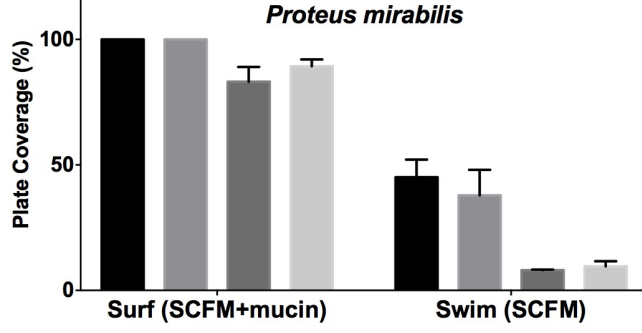 Proteus mirabilis
Plate Coverage (%)
100
50
0
Surf (SCFM+mucin)
Swim (SCFM)